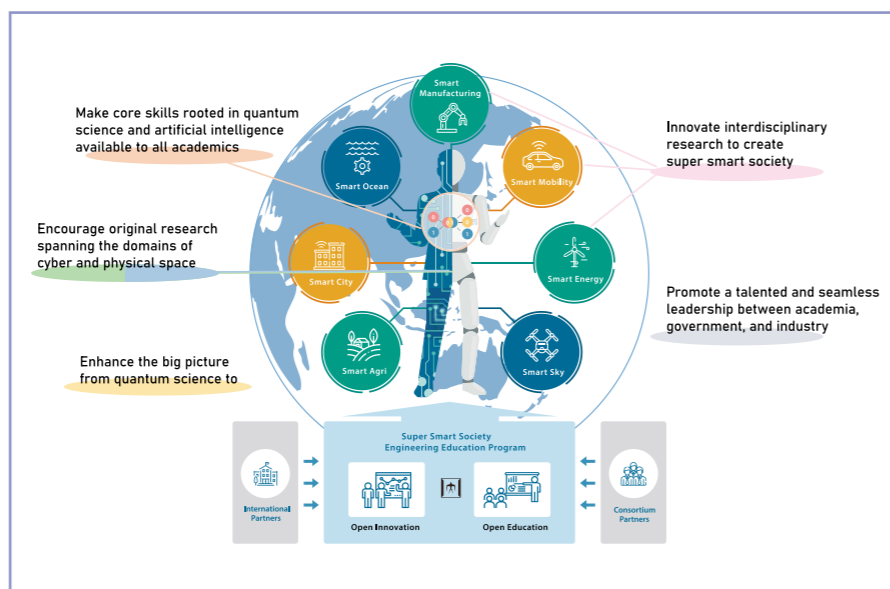 Smart
Manufacturing
Make core skills rooted in quantum
science and artificial intelligence
available to all academics
Innovate interdisciplinary
research to create
super smart society
Smart Ocean
Smart Mobility
Encourage original research
spanning the domains of
cyber and physical space
Smart City
Smart Energy
Promote a talented and seamless
leadership between academia,
government, and industry
Enhance the big picture
from quantum science to
Smart Agri
Smart Sky
Super Smart Society
Engineering Education Program
International
Partners
Open Innovation
Open Education
Consortium
Partners